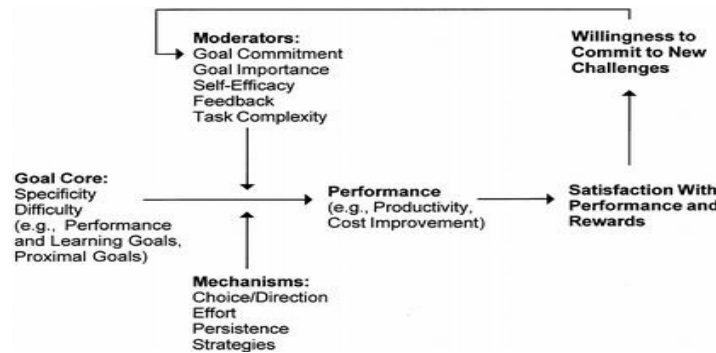 Moderators:
Goal Commitment
Goal Importance
Self-Efficacy
Feedback
Task Complexity
Willingness to
Commit to New
Challenges
Goal Core:
Specificity
Difficulty
(e.g., Performance
and Learning Goals,
Proximal Goals)
Performance
(e.g., Productivity,
Cost Improvement)
Satisfaction With
Performance and
Rewards
Mechanisms:
Choice/Direction
Effort
Persistence
Strategies